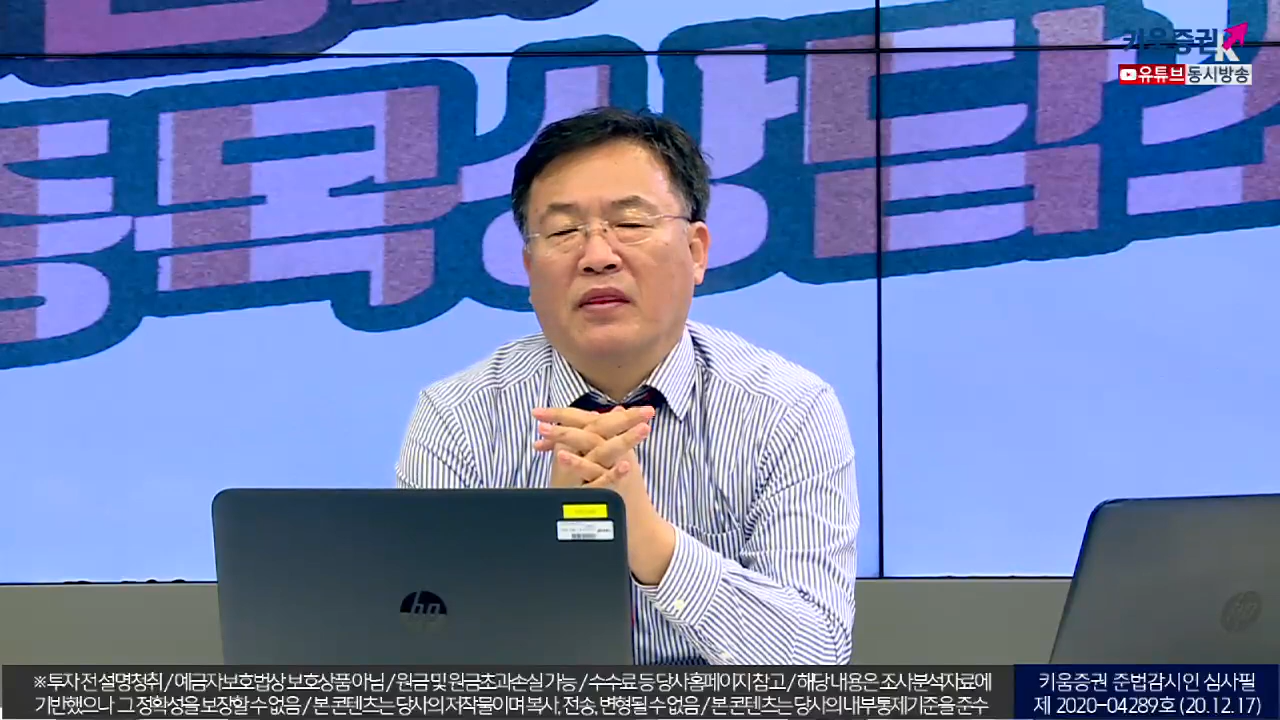 종목상담소
키움증권
유튜브 동시방송
hp
※ 투자 전 설명청취 / 예금자보호법상 보호상품 아님 / 원금 및 원금초과손실 가능 / 수수료 등 당사 홈페이지 참고 / 해당 내용은 조사분석자료에
기반했으나 그 정확성을 보장할 수 없음 / 본 콘텐츠는 당사의 저작물이며 복사, 전송, 변형될 수 없음 / 본 콘텐츠는 당사의 내부통제기준을 준수
키움증권 준법감시인 심사필
제 2020-04289호 (20.12.17)